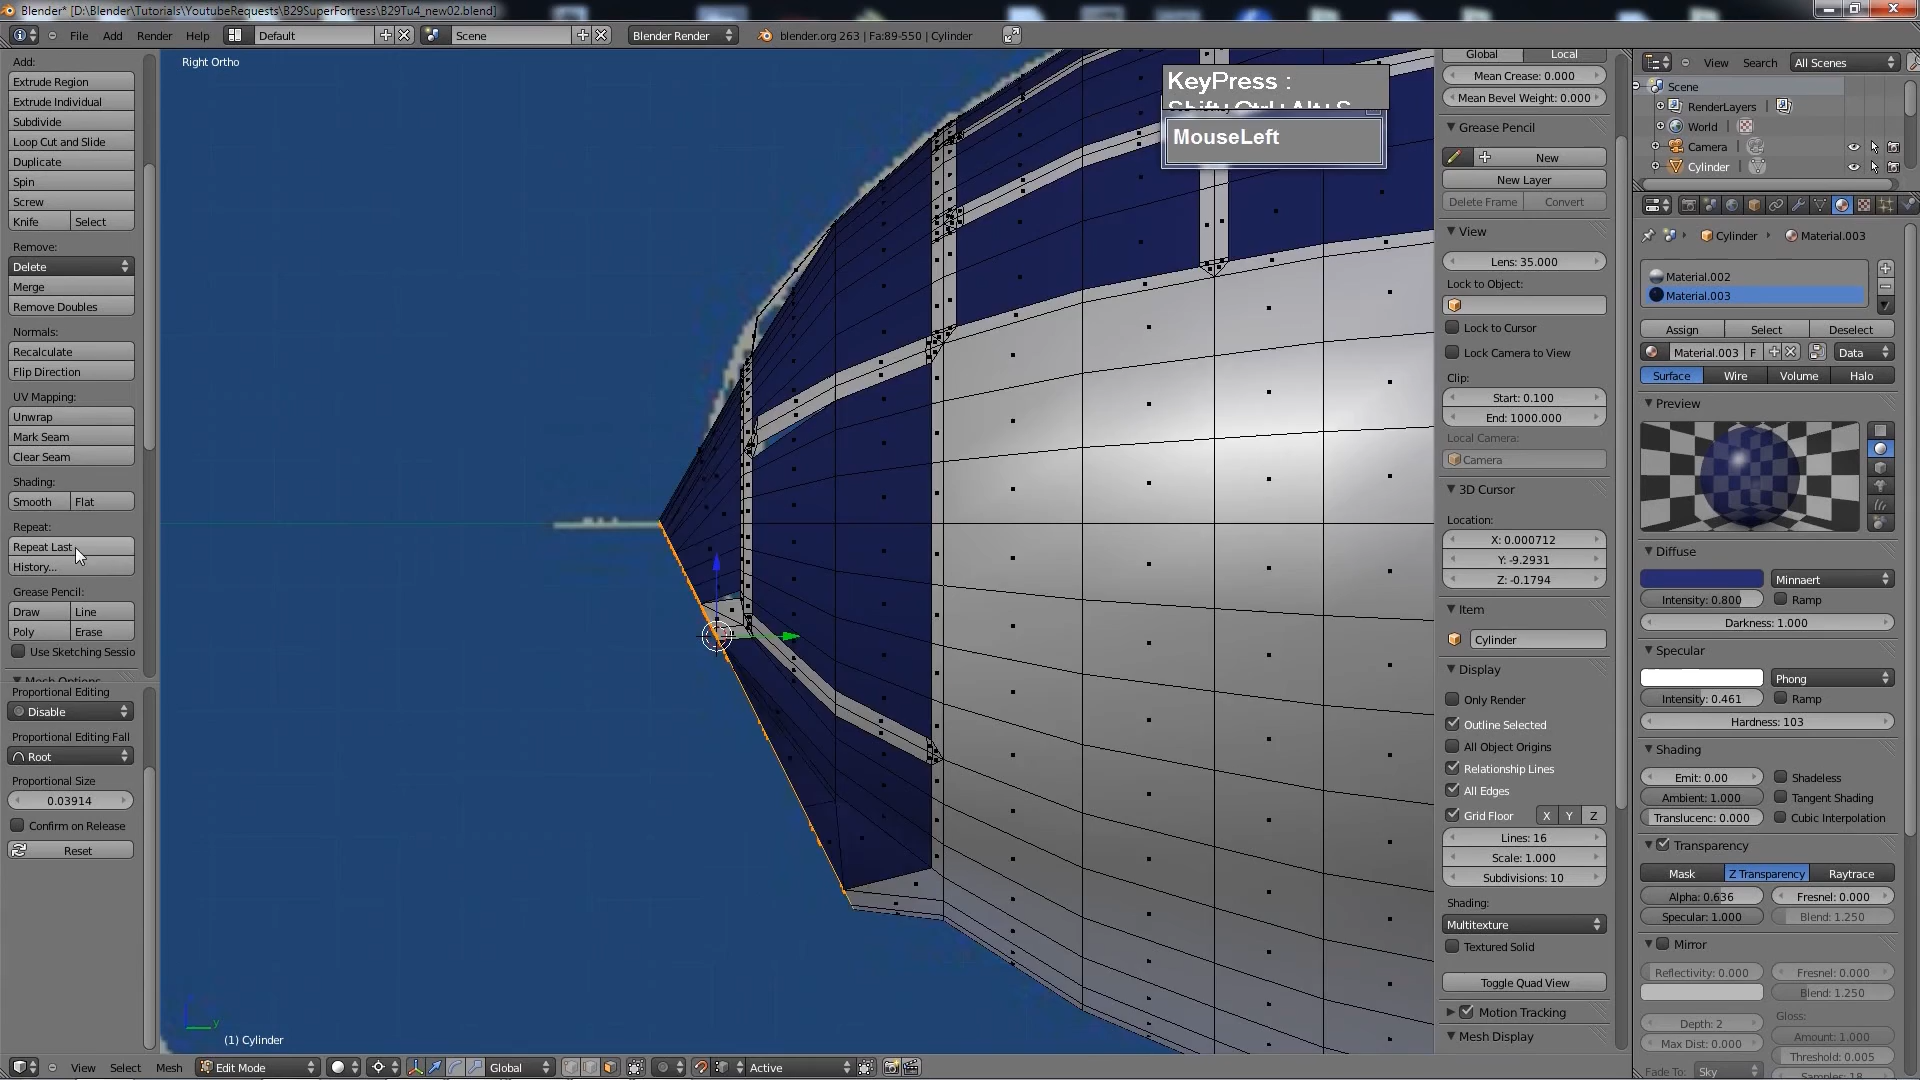 Blender* [D:\Blender\Tutorials\YoutubeRequests\B29SuperFortress\B29Tu4_new02.blend]
File Add Render Help Default Scene Blender Render blender.org 263 | Fa:89-550 | Cylinder
Right Ortho
Add:
Extrude Region
Extrude Individual
Subdivide
Loop Cut and Slide
Duplicate
Spin
Screw
Knife Select
Remove:
Delete
Merge
Remove Doubles
Normals:
Recalculate
Flip Direction
UV Mapping:
Unwrap
Mark Seam
Clear Seam
Shading:
Smooth Flat
Repeat:
Repeat Last
History...
Grease Pencil:
Draw Line
Poly Erase
Use Sketching Sessio
Mesh Options
Proportional Editing
Disable
Proportional Editing Fall
Root
Proportional Size
0.03914
Confirm on Release
Reset
KeyPress :
Shift+Ctrl+Alt+S
MouseLeft
y
(1) Cylinder
View Select Mesh Edit Mode Global Active
Global Local
Mean Crease: 0.000
Mean Bevel Weight: 0.000
Grease Pencil
New
New Layer
Delete Frame Convert
View
Lens: 35.000
Lock to Object:
Lock to Cursor
Lock Camera to View
Clip:
Start: 0.100
End: 1000.000
Local Camera:
Camera
3D Cursor
Location:
X: 0.000712
Y: -9.2931
Z: -0.1794
Item
Cylinder
Display
Only Render
Outline Selected
All Object Origins
Relationship Lines
All Edges
Grid Floor X Y Z
Lines: 16
Scale: 1.000
Subdivisions: 10
Shading:
Multitexture
Textured Solid
Toggle Quad View
Motion Tracking
Mesh Display
View Search All Scenes
Scene
RenderLayers
World
Camera
Cylinder
Cylinder Material.003
Material.002
Material.003
Assign Select Deselect
Material.003 F Data
Surface Wire Volume Halo
Preview
Diffuse
Minnaert
Intensity: 0.800 Ramp
Darkness: 1.000
Specular
Phong
Intensity: 0.461 Ramp
Hardness: 103
Shading
Emit: 0.00 Shadeless
Ambient: 1.000 Tangent Shading
Translucenc: 0.000 Cubic Interpolation
Transparency
Mask Z Transparency Raytrace
Alpha: 0.636 Fresnel: 0.000
Specular: 1.000 Blend: 1.250
Mirror
Reflectivity: 0.000 Fresnel: 0.000
Blend: 1.250
Depth: 2 Gloss:
Max Dist: 0.000 Amount: 1.000
Threshold: 0.005
Fade To: Sky Samples: 18